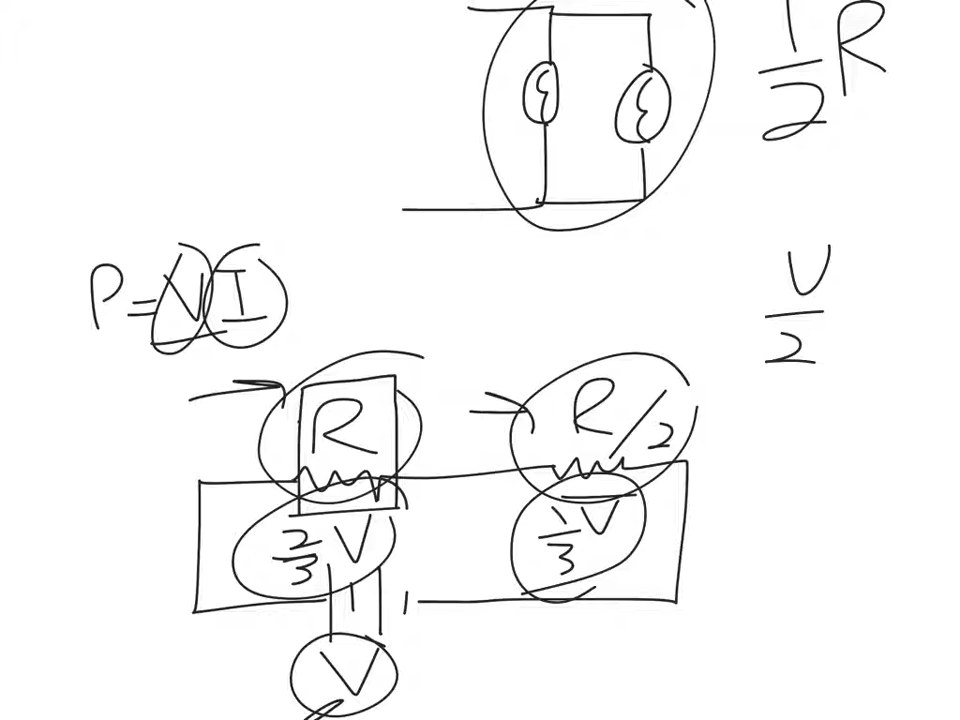 1/2 R
P=VI
V/2
R
R/2
2/3 V
1/3 V
V